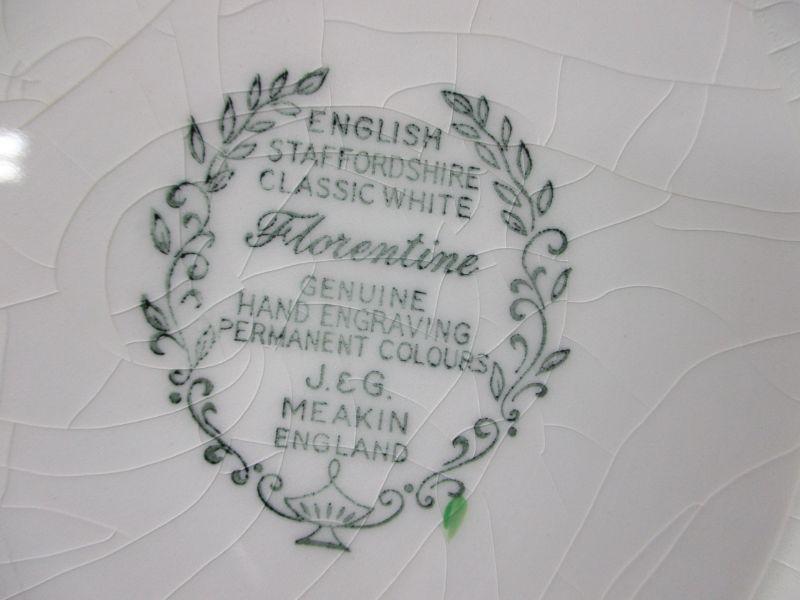 ENGLISH
STAFFORDSHIRE
CLASSIC WHITE
Florentine
GENUINE
HAND ENGRAVING
PERMANENT COLOURS
J. & G.
MEAKIN
ENGLAND